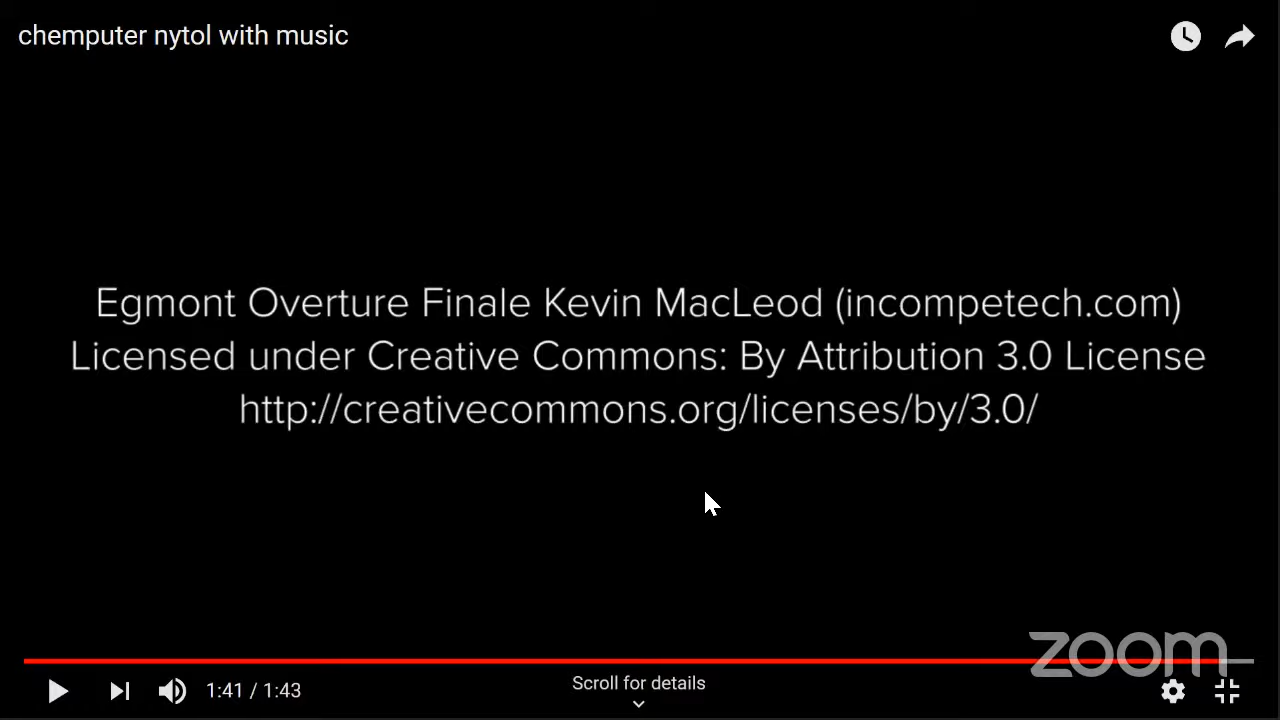 chemputer nytol with music
Egmont Overture Finale Kevin MacLeod (incompetech.com)
Licensed under Creative Commons: By Attribution 3.0 License
http://creativecommons.org/licenses/by/3.0/
zoom
1:41 / 1:43
Scroll for details